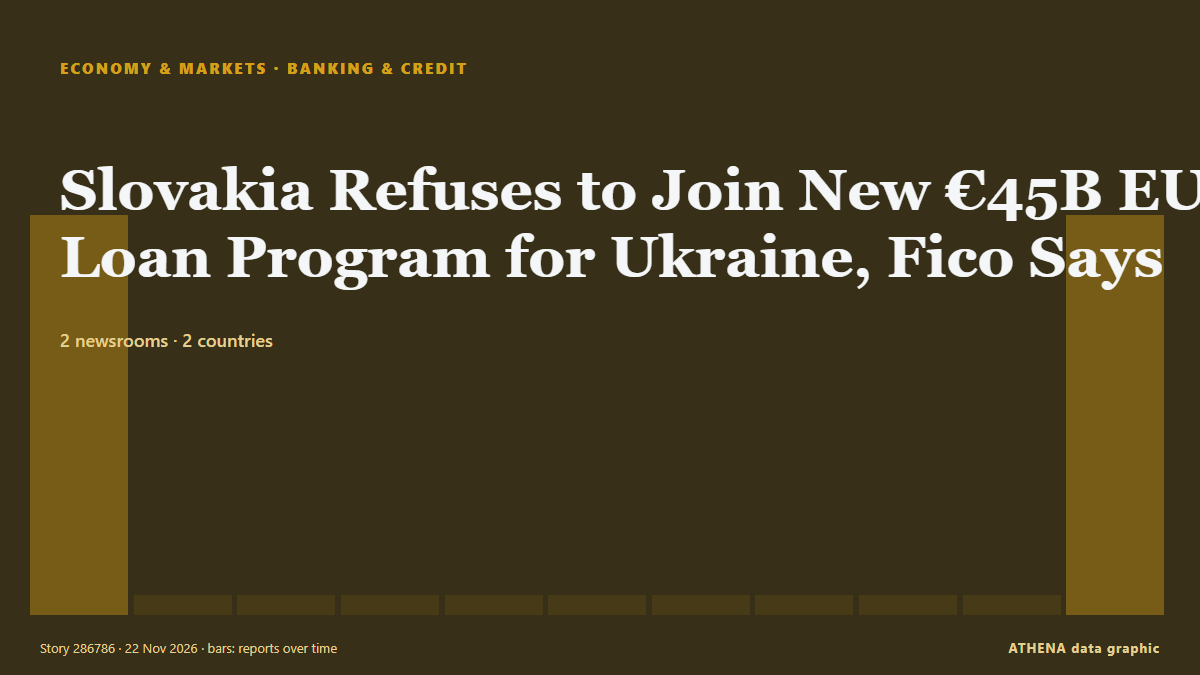 ECONOMY & MARKETS · BANKING & CREDIT
Slovakia Refuses to Join New €45B EU
Loan Program for Ukraine, Fico Says
2 newsrooms · 2 countries
Story 286786 · 22 Nov 2026 · bars: reports over time
ATHENA data graphic